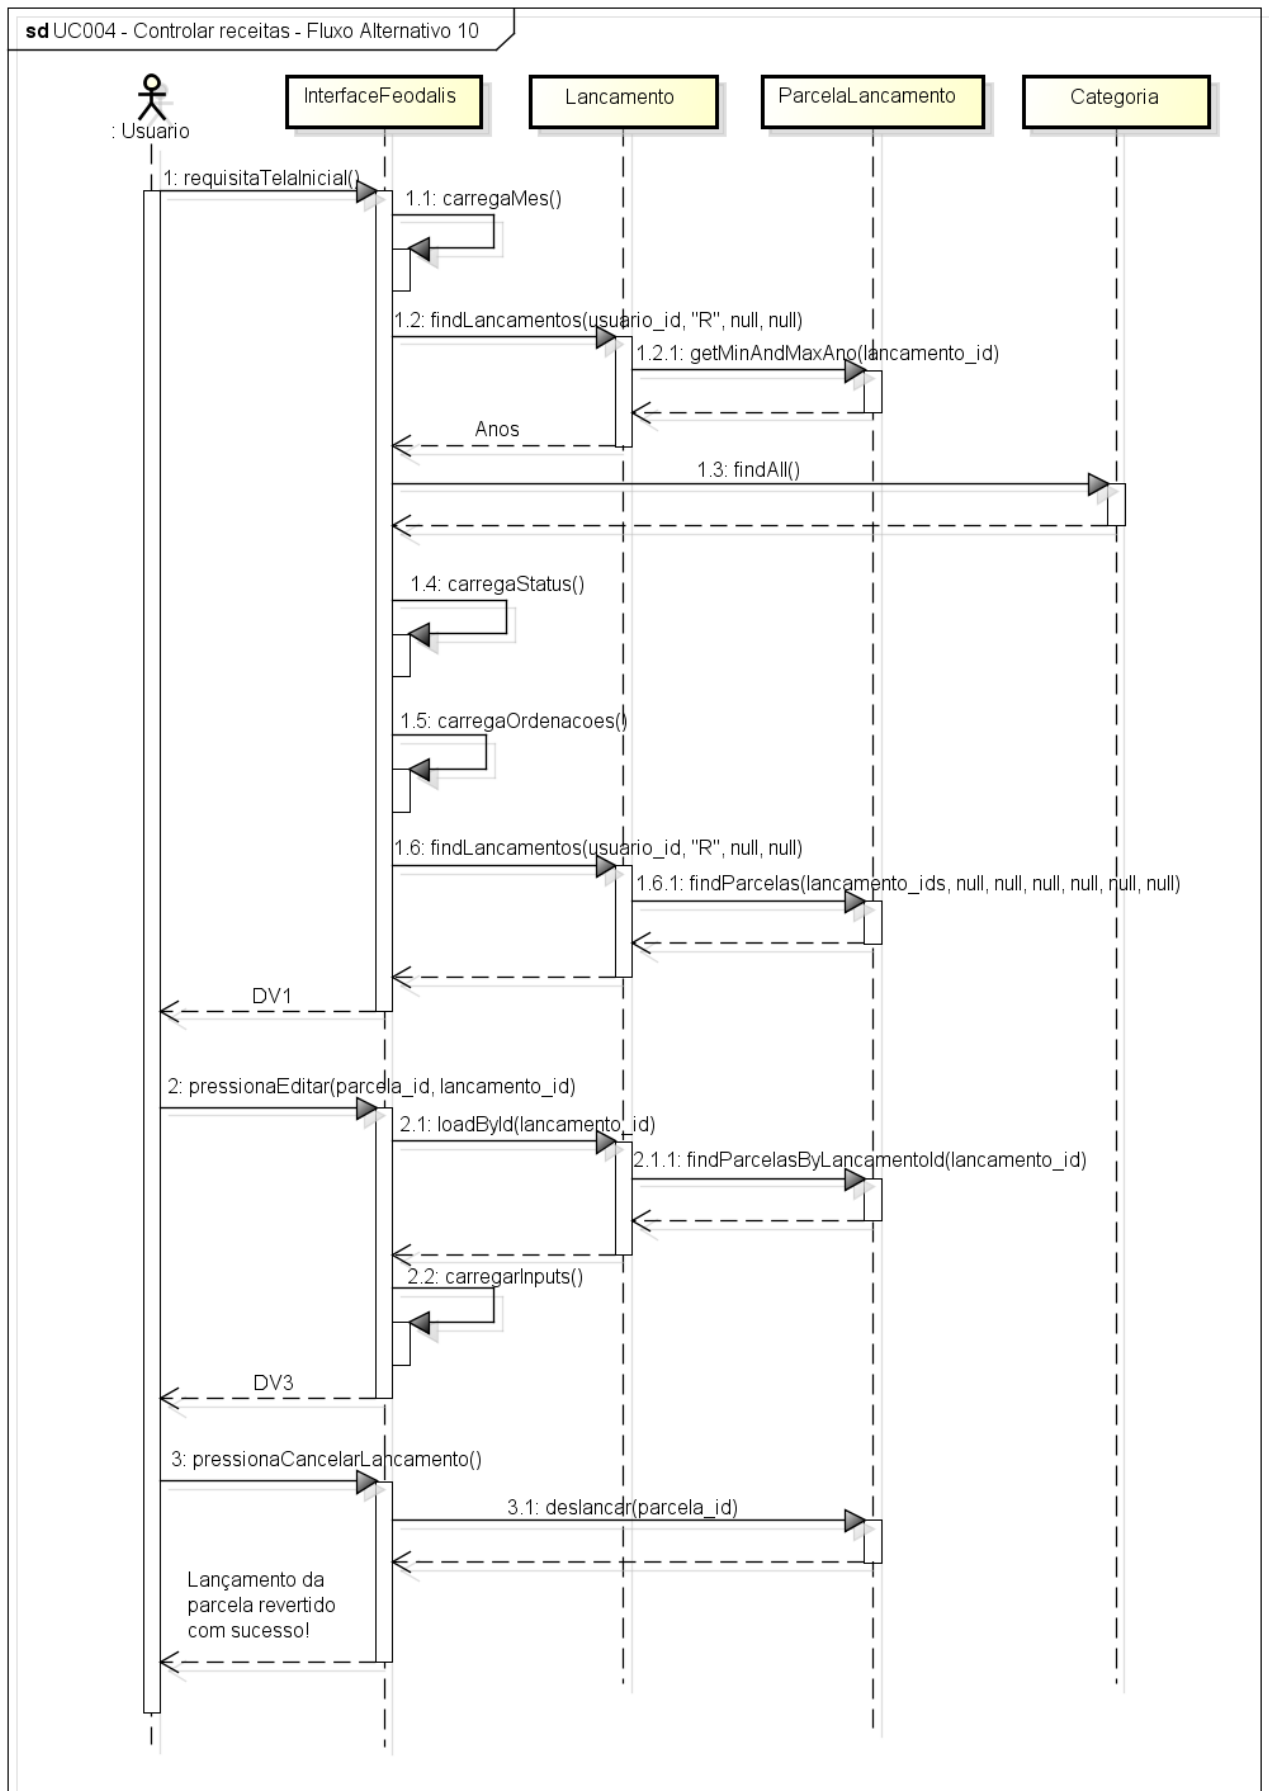 sd UC004 - Controlar receitas - Fluxo Alternativo 10
InterfaceFeodalis
Lancamento
ParcelaLancamento
Categoria
: Usuario
1: requisitaTelaInicial()
1.1: carregaMes()
1.2: findLancamentos(usuario_id, "R", null, null)
1.2.1: getMinAndMaxAno(lancamento_id)
Anos
1.3: findAll()
1.4: carregaStatus()
1.5: carregaOrdenacoes()
1.6: findLancamentos(usuario_id, "R", null, null)
1.6.1: findParcelas(lancamento_ids, null, null, null, null, null, null)
DV1
2: pressionaEditar(parcela_id, lancamento_id)
2.1: loadById(lancamento_id)
2.1.1: findParcelasByLancamentoId(lancamento_id)
2.2: carregarInputs()
DV3
3: pressionaCancelarLancamento()
3.1: deslancar(parcela_id)
Lançamento da
parcela revertido
com sucesso!